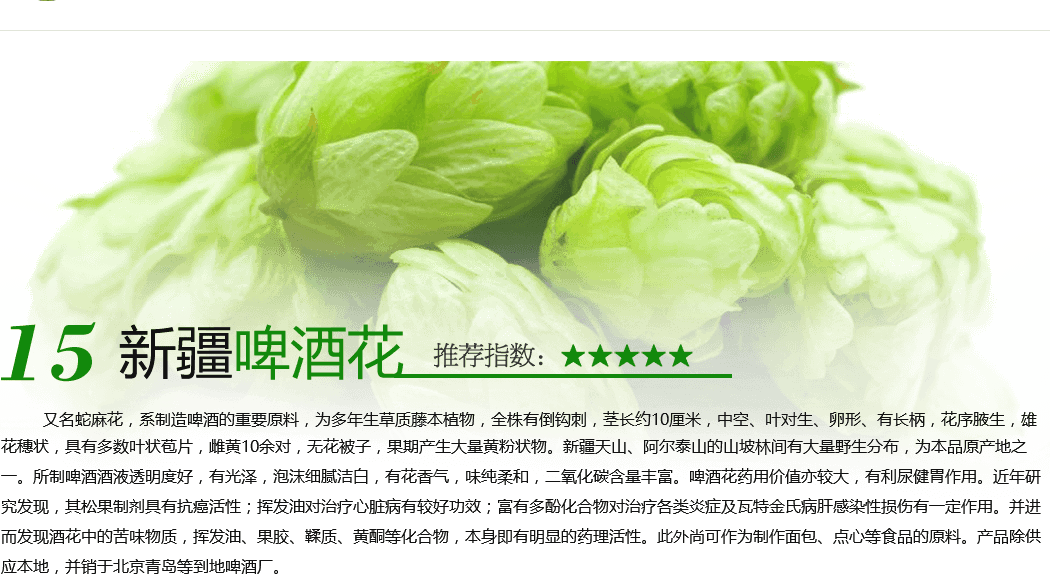 15 新疆啤酒花 推荐指数：★★★★★
又名蛇麻花，系制造啤酒的重要原料，为多年生草质藤本植物，全株有倒钩刺，茎长约10厘米，中空、叶对生、卵形、有长柄，花序腋生，雄
花穗状，具有多数叶状苞片，雌黄10余对，无花被子，果期产生大量黄粉状物。新疆天山、阿尔泰山的山坡林间有大量野生分布，为本品原产地之
一。所制啤酒酒液透明度好，有光泽，泡沫细腻洁白，有花香气，味纯柔和，二氧化碳含量丰富。啤酒花药用价值亦较大，有利尿健胃作用。近年研
究发现，其松果制剂具有抗癌活性；挥发油对治疗心脏病有较好功效；富有多酚化合物对治疗各类炎症及瓦特金氏病肝感染性损伤有一定作用。并进
而发现酒花中的苦味物质，挥发油、果胶、鞣质、黄酮等化合物，本身即有明显的药理活性。此外尚可作为制作面包、点心等食品的原料。产品除供
应本地，并销于北京青岛等到地啤酒厂。